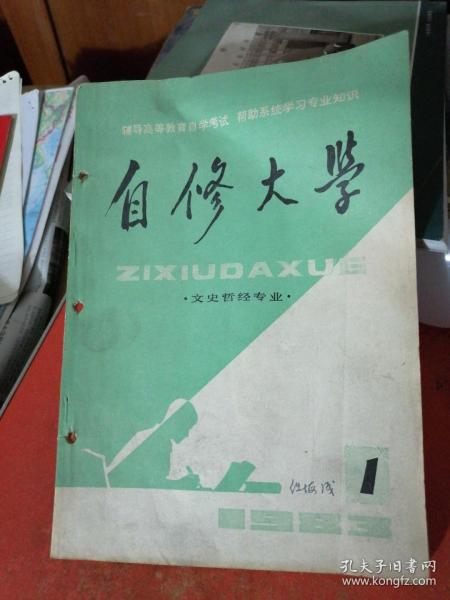 辅导高等教育自学考试 帮助系统学习专业知识
自修大学
ZIXIUDAXUE
·文史哲经专业·
1
1983
孔夫子旧书网
www.kongfz.com